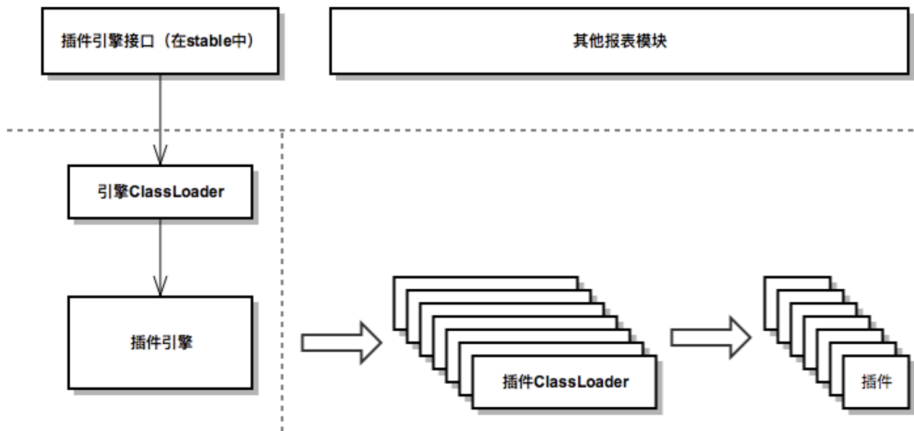 插件引擎接口（在stable中）
其他报表模块
引擎ClassLoader
插件引擎
插件ClassLoader
插件